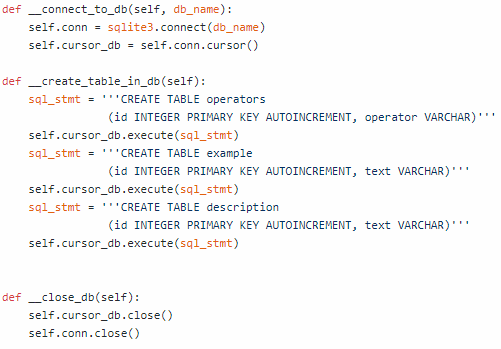 def __connect_to_db(self, db_name):
    self.conn = sqlite3.connect(db_name)
    self.cursor_db = self.conn.cursor()

def __create_table_in_db(self):
    sql_stmt = '''CREATE TABLE operators
                (id INTEGER PRIMARY KEY AUTOINCREMENT, operator VARCHAR)'''
    self.cursor_db.execute(sql_stmt)
    sql_stmt = '''CREATE TABLE example
                (id INTEGER PRIMARY KEY AUTOINCREMENT, text VARCHAR)'''
    self.cursor_db.execute(sql_stmt)
    sql_stmt = '''CREATE TABLE description
                (id INTEGER PRIMARY KEY AUTOINCREMENT, text VARCHAR)'''
    self.cursor_db.execute(sql_stmt)


def __close_db(self):
    self.cursor_db.close()
    self.conn.close()